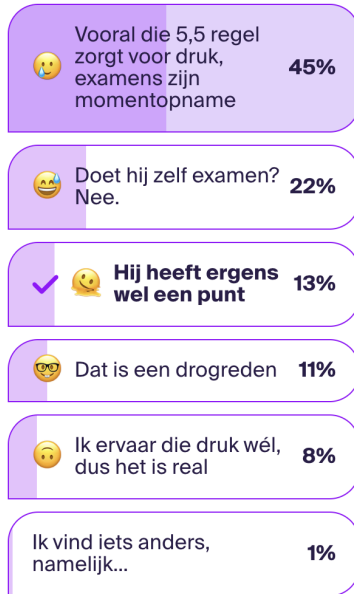 Vooral die 5,5 regel
zorgt voor druk,
examens zijn
momentopname
45%
Doet hij zelf examen?
Nee.
22%
Hij heeft ergens
wel een punt
13%
Dat is een drogreden
11%
Ik ervaar die druk wél,
dus het is real
8%
Ik vind iets anders,
namelijk...
1%